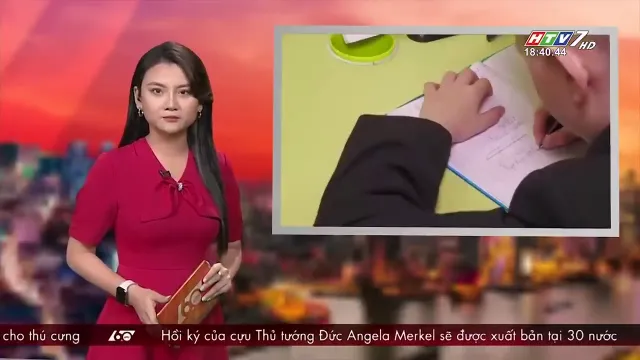 HTV7 HD
18:40:44
cho thú cưng 60 Hồi ký của cựu Thủ tướng Đức Angela Merkel sẽ được xuất bản tại 30 nước